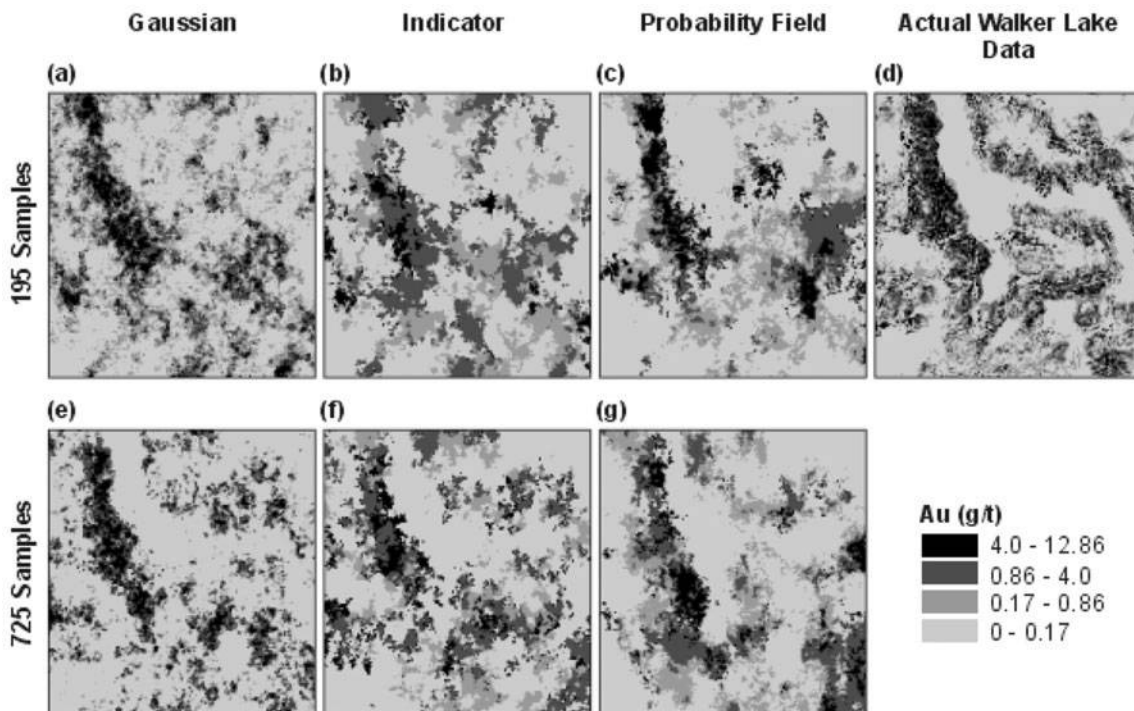 Gaussian
Indicator
Probability Field
Actual Walker Lake
Data
(a)
(b)
(c)
(d)
195 Samples
(e)
(f)
(g)
725 Samples
Au (g/t)
4.0 - 12.86
0.86 - 4.0
0.17 - 0.86
0 - 0.17